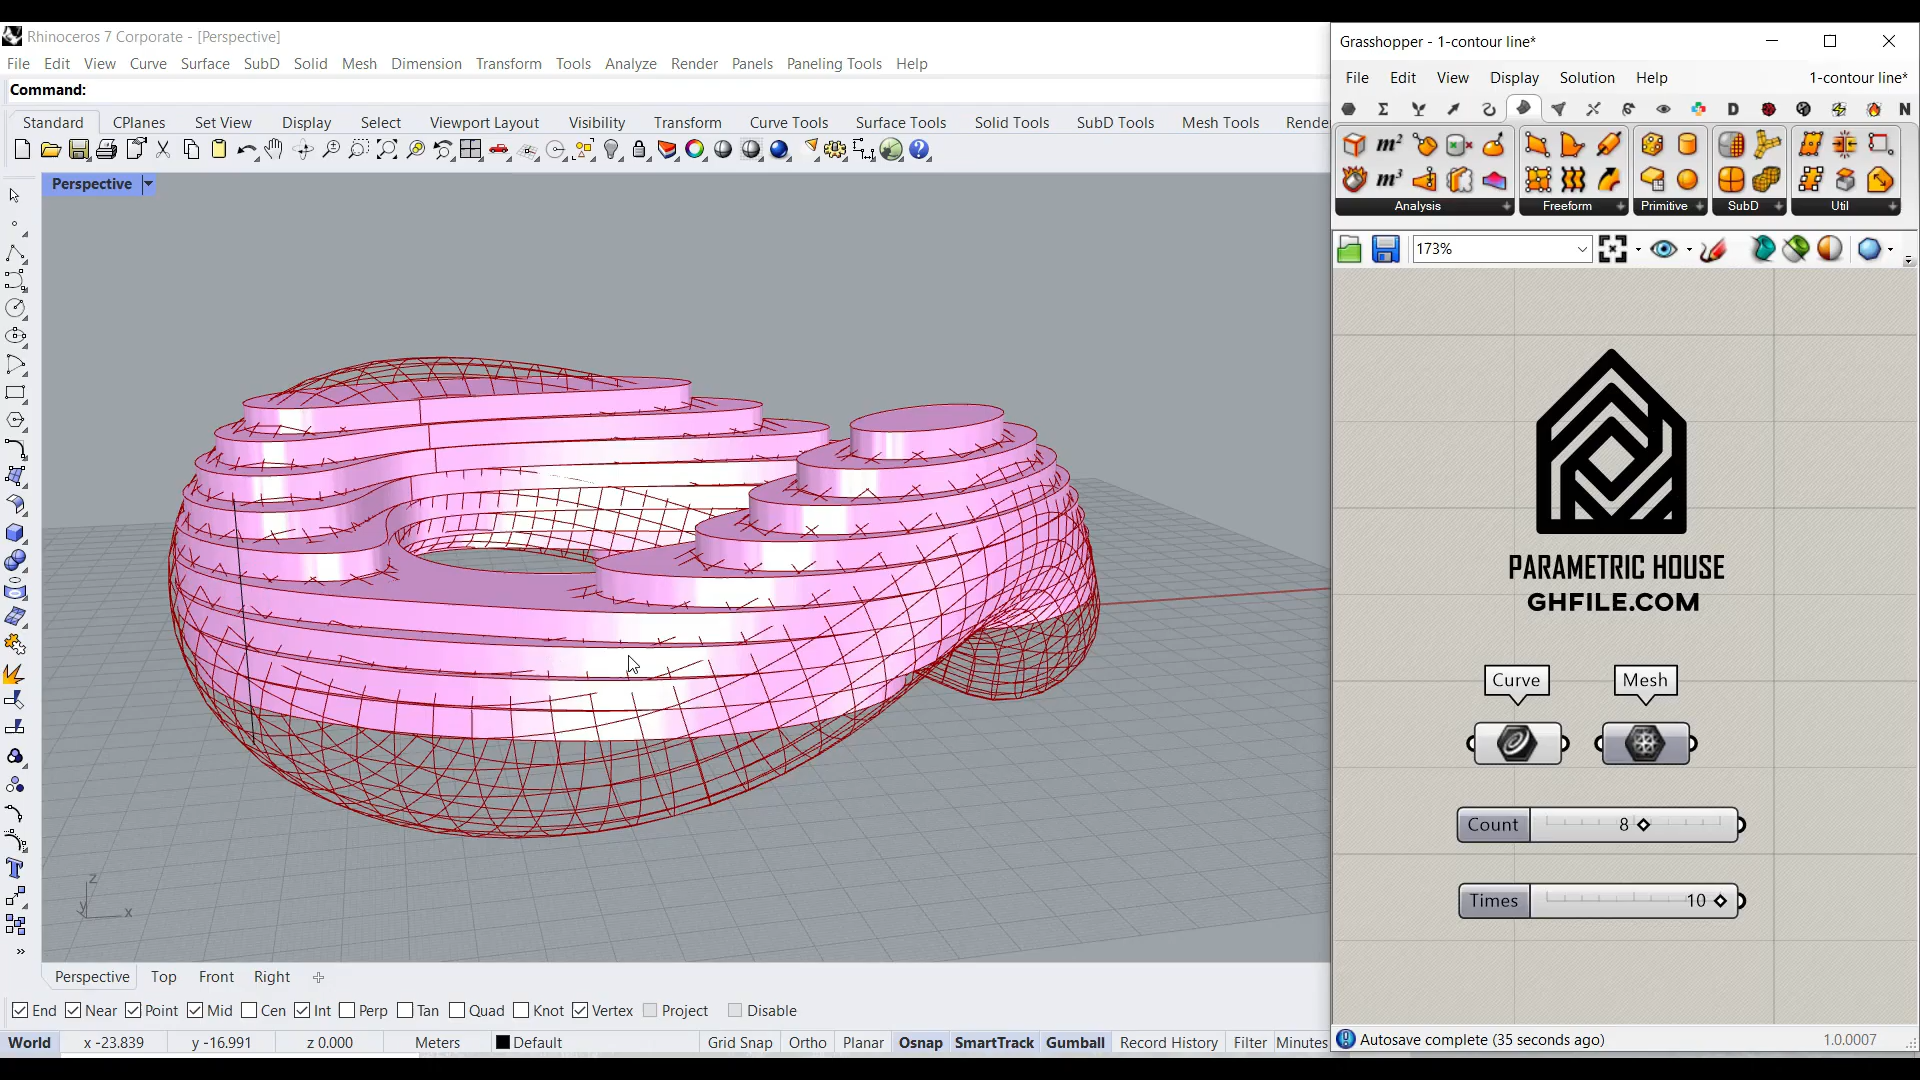 Rhinoceros 7 Corporate - [Perspective]
File Edit View Curve Surface SubD Solid Mesh Dimension Transform Tools Analyze Render Panels Paneling Tools Help
Command:
Standard CPlanes Set View Display Select Viewport Layout Visibility Transform Curve Tools Surface Tools Solid Tools SubD Tools Mesh Tools Rende
Perspective
z
y x
Perspective Top Front Right
End Near Point Mid Cen Int Perp Tan Quad Knot Vertex Project Disable
World x -23.839 y -16.991 z 0.000 Meters Default Grid Snap Ortho Planar Osnap SmartTrack Gumball Record History Filter Minutes
Grasshopper - 1-contour line*
File Edit View Display Solution Help 1-contour line*
D N
m² m³
Analysis Freeform Primitive SubD Util
173%
PARAMETRIC HOUSE
GHFILE.COM
Curve Mesh
Count 8
Times 10
Autosave complete (35 seconds ago) 1.0.0007